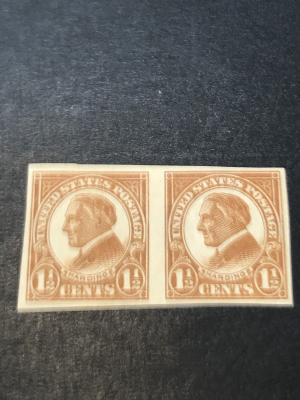 UNITED STATES POSTAGE
HARDING
1½ 1½
CENTS
UNITED STATES POSTAGE
HARDING
1½ 1½
CENTS